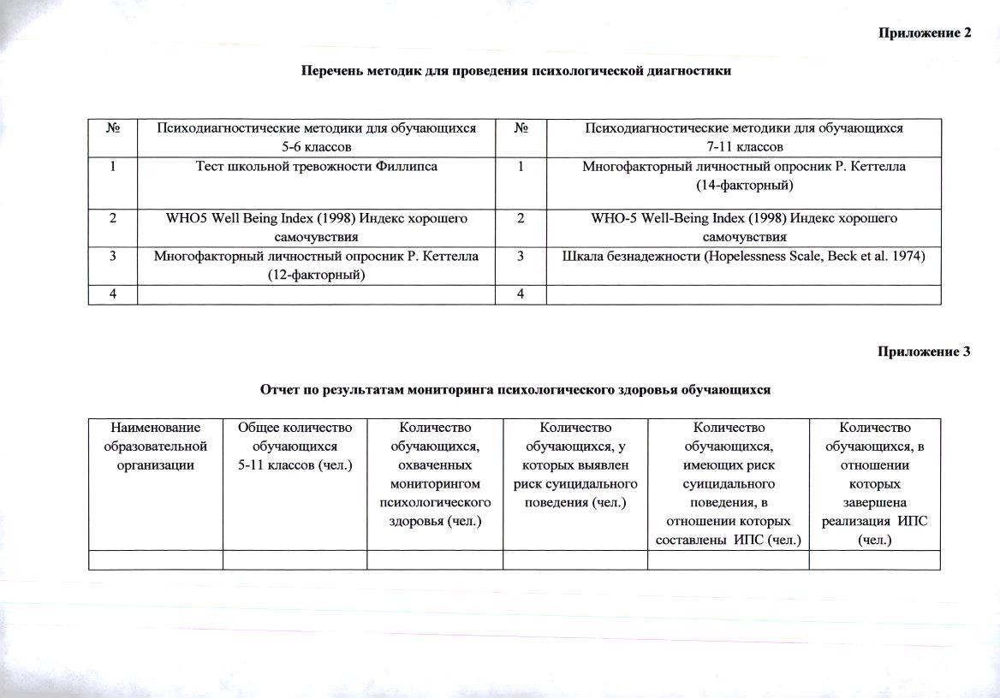 Приложение 2
Перечень методик для проведения психологической диагностики
№
Психодиагностические методики для обучающихся
5-6 классов
№
Психодиагностические методики для обучающихся
7-11 классов
1
Тест школьной тревожности Филлипса
1
Многофакторный личностный опросник Р. Кеттелла
(14-факторный)
2
WHO5 Well Being Index (1998) Индекс хорошего
самочувствия
2
WHO-5 Well-Being Index (1998) Индекс хорошего
самочувствия
3
Многофакторный личностный опросник Р. Кеттелла
(12-факторный)
3
Шкала безнадежности (Hopelessness Scale, Beck et al. 1974)
4
4
Приложение 3
Отчет по результатам мониторинга психологического здоровья обучающихся
Наименование
образовательной
организации
Общее количество
обучающихся
5-11 классов (чел.)
Количество
обучающихся,
охваченных
мониторингом
психологического
здоровья (чел.)
Количество
обучающихся, у
которых выявлен
риск суицидального
поведения (чел.)
Количество
обучающихся,
имеющих риск
суицидального
поведения, в
отношении которых
составлены ИПС (чел.)
Количество
обучающихся, в
отношении
которых
завершена
реализация ИПС
(чел.)